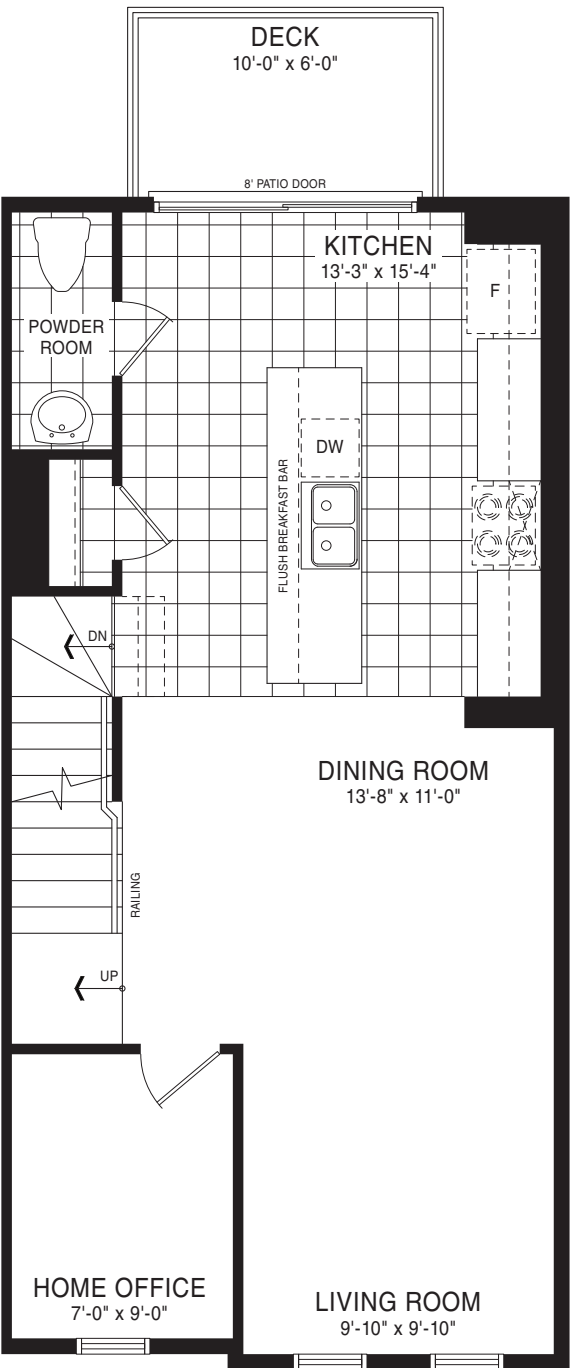 DECK
10'-0" x 6'-0"
8' PATIO DOOR
KITCHEN
13'-3" x 15'-4"
F
POWDER
ROOM
DW
FLUSH BREAKFAST BAR
DN
DINING ROOM
13'-8" x 11'-0"
RAILING
UP
HOME OFFICE
7'-0" x 9'-0"
LIVING ROOM
9'-10" x 9'-10"